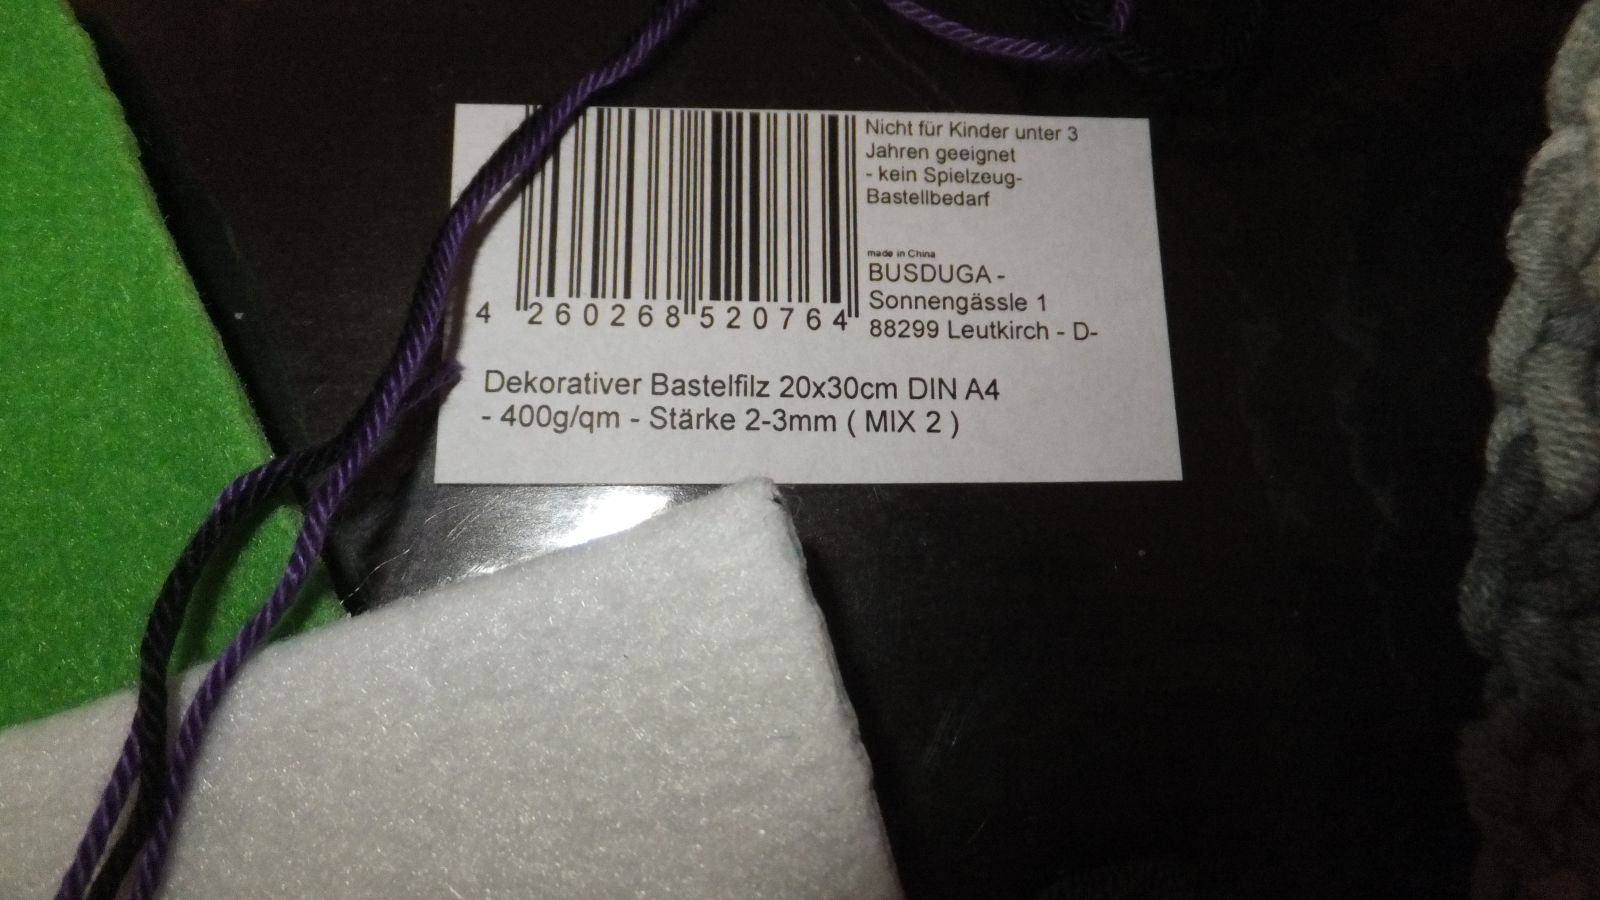 Nicht für Kinder unter 3
Jahren geeignet
- kein Spielzeug-
Bastellbedarf
made in China
BUSDUGA -
Sonnengässle 1
88299 Leutkirch - D-
4 260268 520764
Dekorativer Bastelfilz 20x30cm DIN A4
- 400g/qm - Stärke 2-3mm ( MIX 2 )